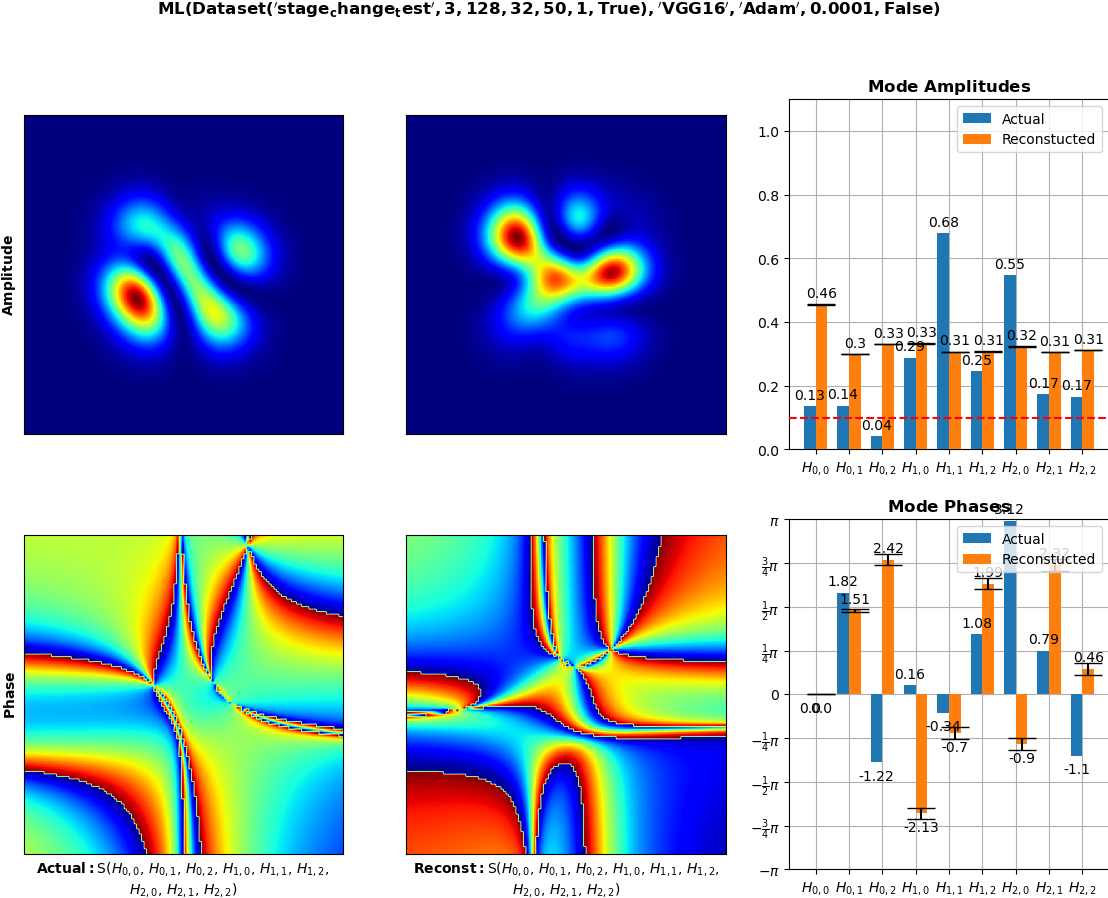 ML(Dataset('stage_change_test', 3, 128, 32, 50, 1, True), 'VGG16', 'Adam', 0.0001, False)
Amplitude
Mode Amplitudes
Actual
Reconstucted
1.0
0.8
0.6
0.4
0.2
0.0
0.13
0.46
0.14
0.3
0.04
0.33
0.29
0.33
0.68
0.31
0.25
0.31
0.55
0.32
0.17
0.31
0.17
0.31
H0,0 H0,1 H0,2 H1,0 H1,1 H1,2 H2,0 H2,1 H2,2
Phase
Mode Phases
Actual
Reconstucted
π
3/4π
1/2π
1/4π
0
−1/4π
−1/2π
−3/4π
−π
0.0
0.0
1.82
1.51
-1.22
2.42
0.16
-2.13
-0.34
-0.7
1.08
1.99
3.12
-0.9
0.79
2.32
-1.1
0.46
H0,0 H0,1 H0,2 H1,0 H1,1 H1,2 H2,0 H2,1 H2,2
Actual: S(H0,0, H0,1, H0,2, H1,0, H1,1, H1,2,
H2,0, H2,1, H2,2)
Reconst: S(H0,0, H0,1, H0,2, H1,0, H1,1, H1,2,
H2,0, H2,1, H2,2)